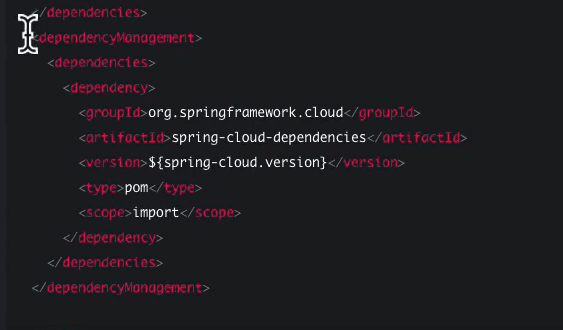 </dependencies>
<dependencyManagement>
<dependencies>
<dependency>
<groupId>org.springframework.cloud</groupId>
<artifactId>spring-cloud-dependencies</artifactId>
<version>${spring-cloud.version}</version>
<type>pom</type>
<scope>import</scope>
</dependency>
</dependencies>
</dependencyManagement>